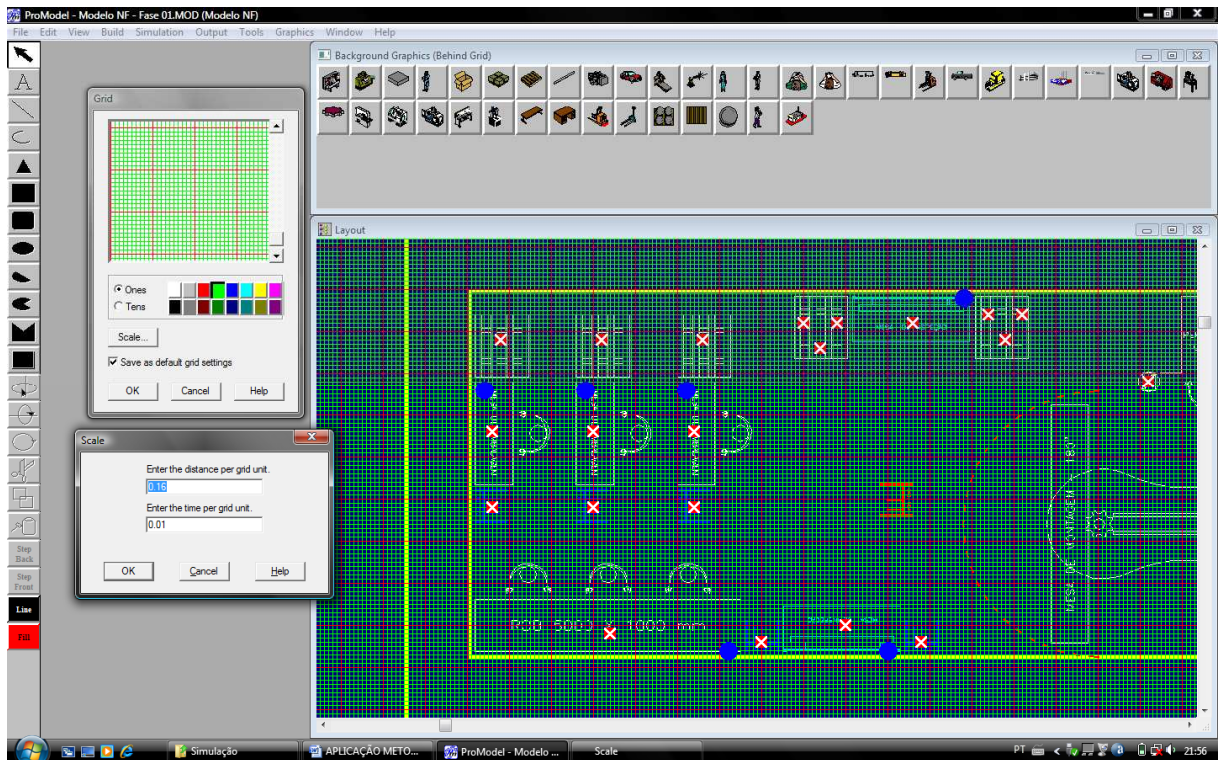 ProModel - Modelo NF - Fase 01.MOD (Modelo NF)
File Edit View Build Simulation Output Tools Graphics Window Help
Background Graphics (Behind Grid)
A
Grid
Ones
Tens
Scale...
Save as default grid settings
OK Cancel Help
Layout
Scale
Enter the distance per grid unit.
0.16
Enter the time per grid unit.
0.01
OK Cancel Help
MESA DE MONTAGEM - 180°
5000 X 1000 mm
Step
Back
Step
Front
Line
Fill
Simulação
APLICAÇÃO METO...
ProModel - Modelo ...
Scale
PT
21:56